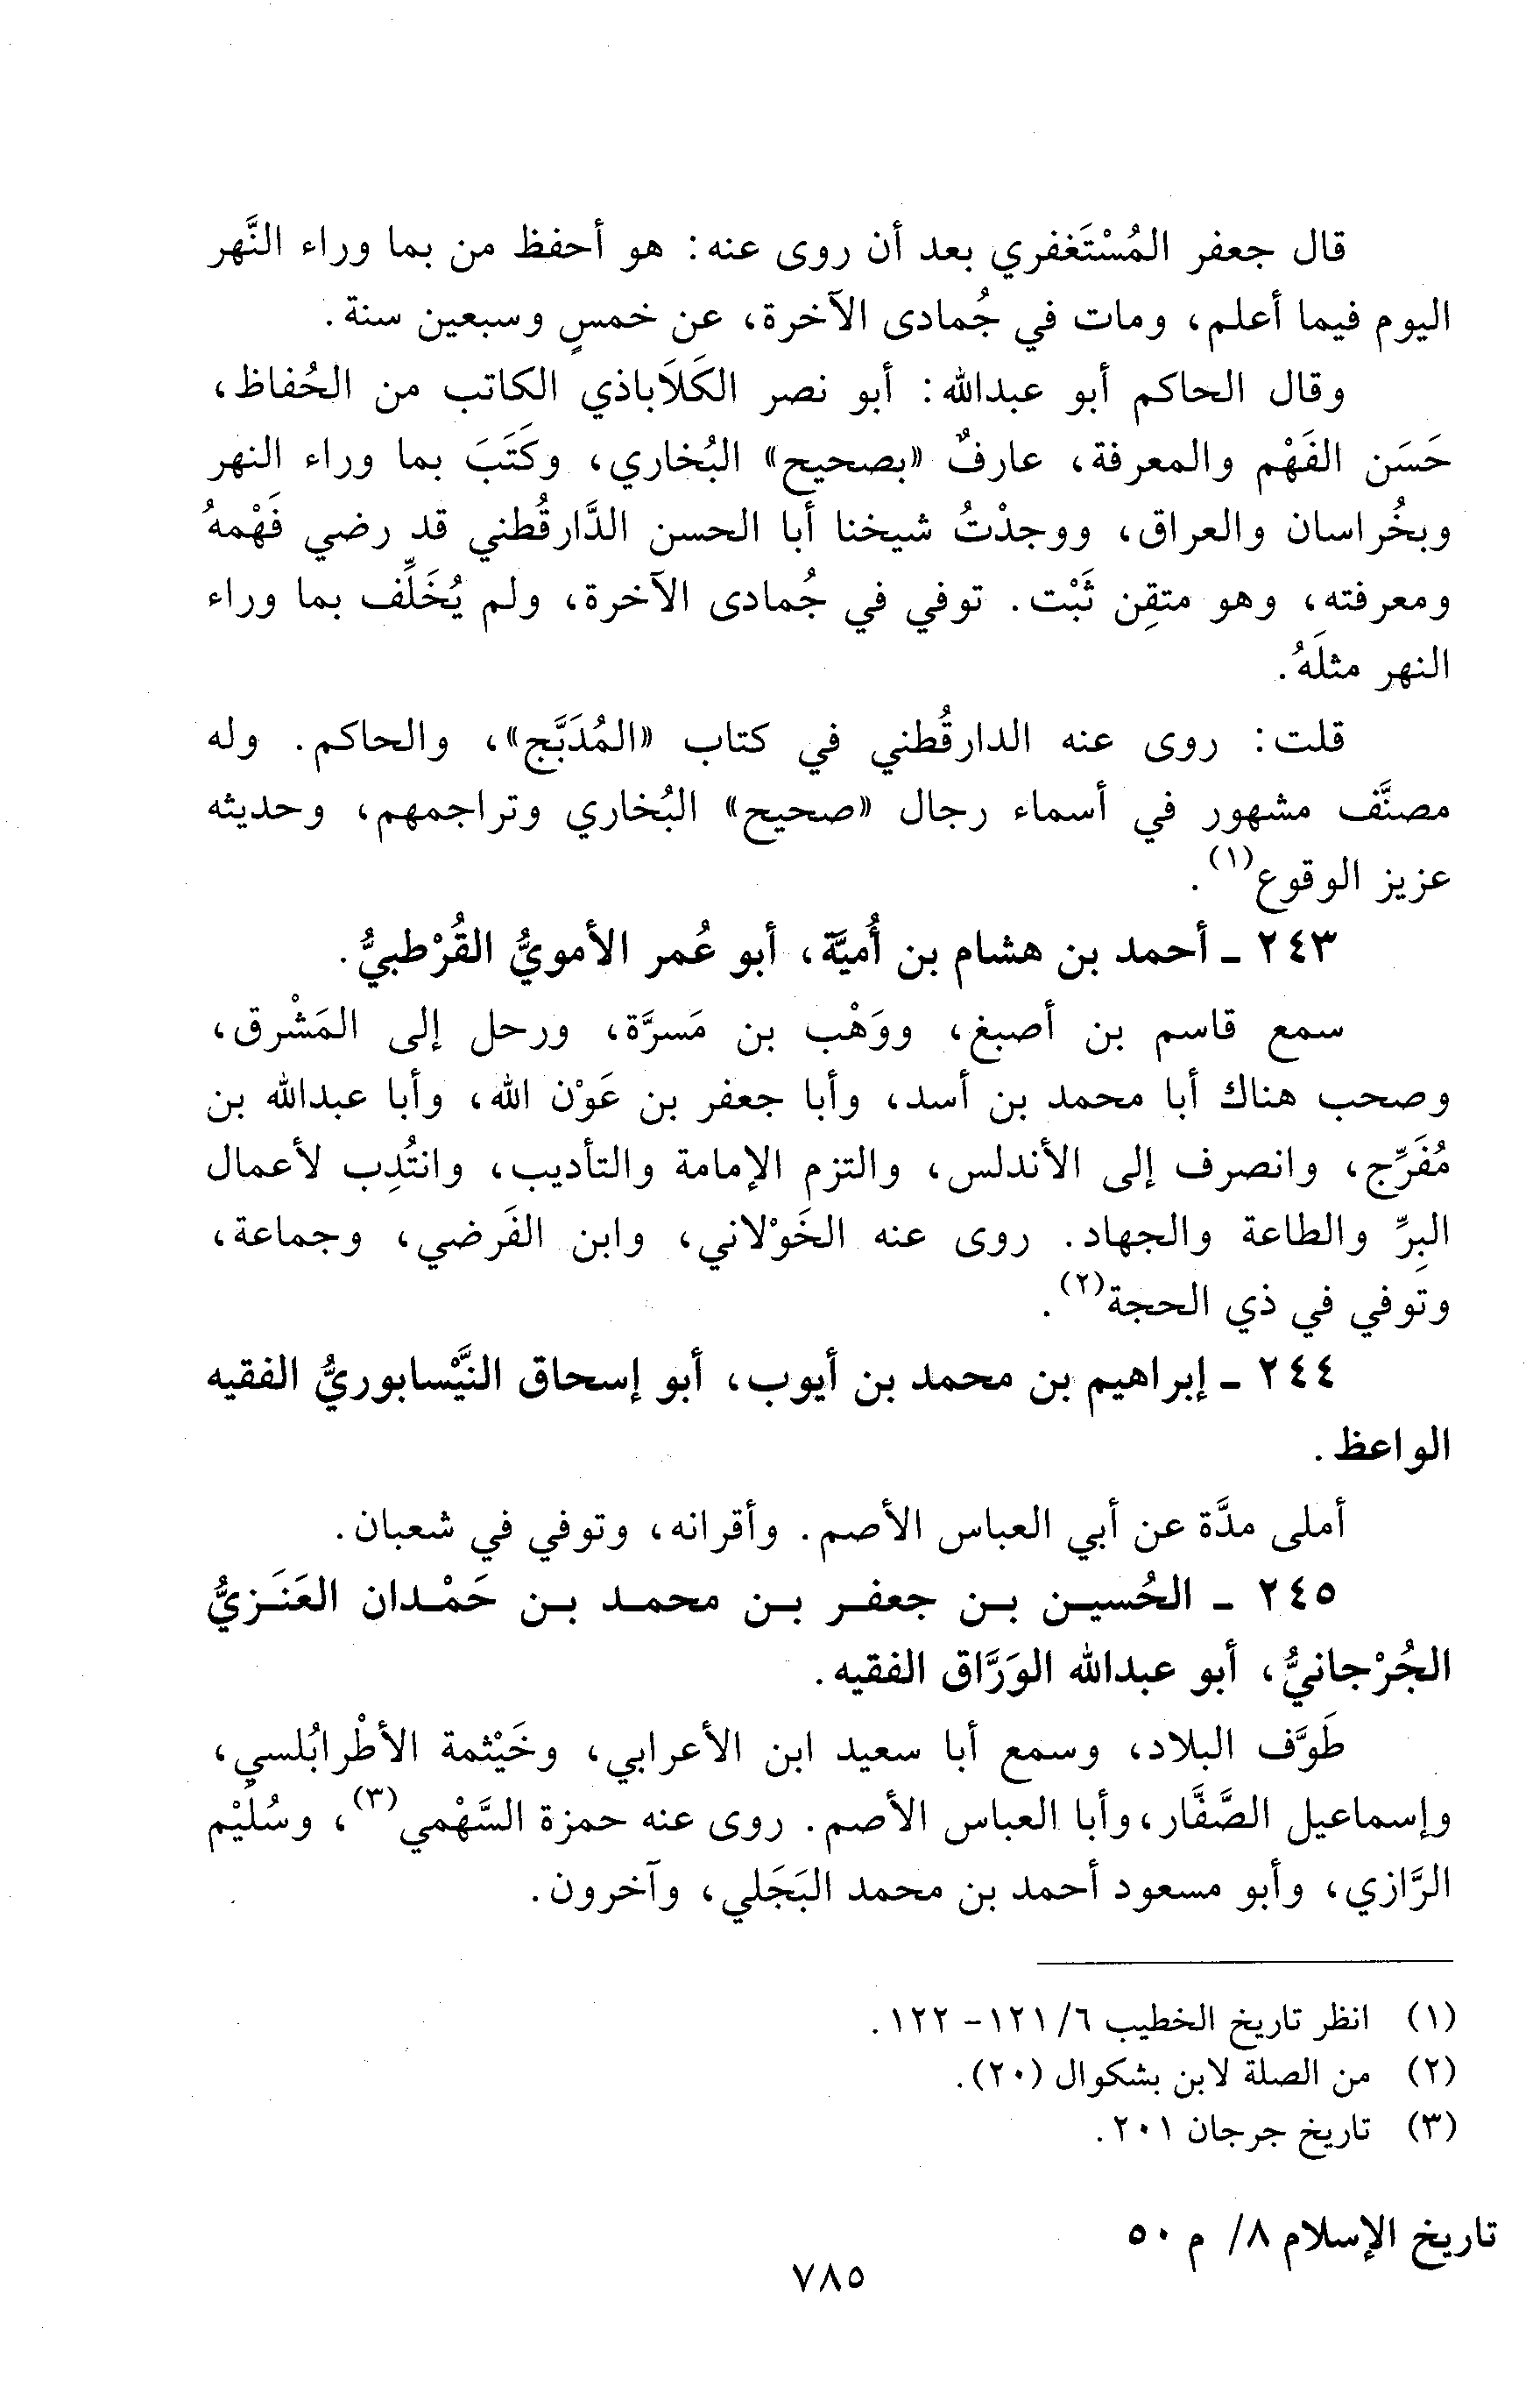 قال جعفر المُسْتَغفري بعد أن روى عنه: هو أحفظ من بما وراء النَّهر
اليوم فيما أعلم، ومات في جُمادى الآخرة، عن خمسٍ وسبعين سنة.
وقال الحاكم أبو عبدالله: أبو نصر الكَلَاباذي الكاتب من الحُفاظ،
حَسَن الفَهْم والمعرفة، عارفٌ «بصحيح» البُخاري، وكَتَبَ بما وراء النهر
وبخُراسان والعراق، ووجدْتُ شيخنا أبا الحسن الدَّارقُطني قد رضي فَهْمهُ
ومعرفته، وهو متقِن ثَبْت. توفي في جُمادى الآخرة، ولم يُخَلِّف بما وراء
النهر مثلَهُ.
قلت: روى عنه الدارقُطني في كتاب «المُدَبَّج»، والحاكم. وله
مصنَّف مشهور في أسماء رجال «صحيح» البُخاري وتراجمهم، وحديثه
عزيز الوقوع(١).
٢٤٣ ـ أحمد بن هشام بن أُميَّة، أبو عُمر الأمويُّ القُرْطبيُّ.
سمع قاسم بن أصبغ، ووَهْب بن مَسرَّة، ورحل إلى المَشْرق،
وصحب هناك أبا محمد بن أسد، وأبا جعفر بن عَوْن الله، وأبا عبدالله بن
مُفَرِّج، وانصرف إلى الأندلس، والتزم الإمامة والتأديب، وانتُدِب لأعمال
البِرِّ والطاعة والجهاد. روى عنه الخَوْلاني، وابن الفَرضي، وجماعة،
وتوفي في ذي الحجة(٢).
٢٤٤ ـ إبراهيم بن محمد بن أيوب، أبو إسحاق النَّيْسابوريُّ الفقيه
الواعظ.
أملى مدَّة عن أبي العباس الأصم. وأقرانه، وتوفي في شعبان.
٢٤٥ ـ الحُسيـن بـن جعفـر بـن محمـد بـن حَمْـدان العَنَـزيُّ
الجُرْجانيُّ، أبو عبدالله الورَّاق الفقيه.
طَوَّف البلاد، وسمع أبا سعيد ابن الأعرابي، وخَيْثمة الأطْرابُلسي،
وإسماعيل الصَّفَّار، وأبا العباس الأصم. روى عنه حمزة السَّهْمي(٣)، وسُلَيْم
الرَّازي، وأبو مسعود أحمد بن محمد البَجَلي، وآخرون.
(١) انظر تاريخ الخطيب ٦/ ١٢١ - ١٢٢.
(٢) من الصلة لابن بشكوال (٢٠).
(٣) تاريخ جرجان ٢٠١.
تاريخ الإسلام ٨/ م ٥٠
٧٨٥